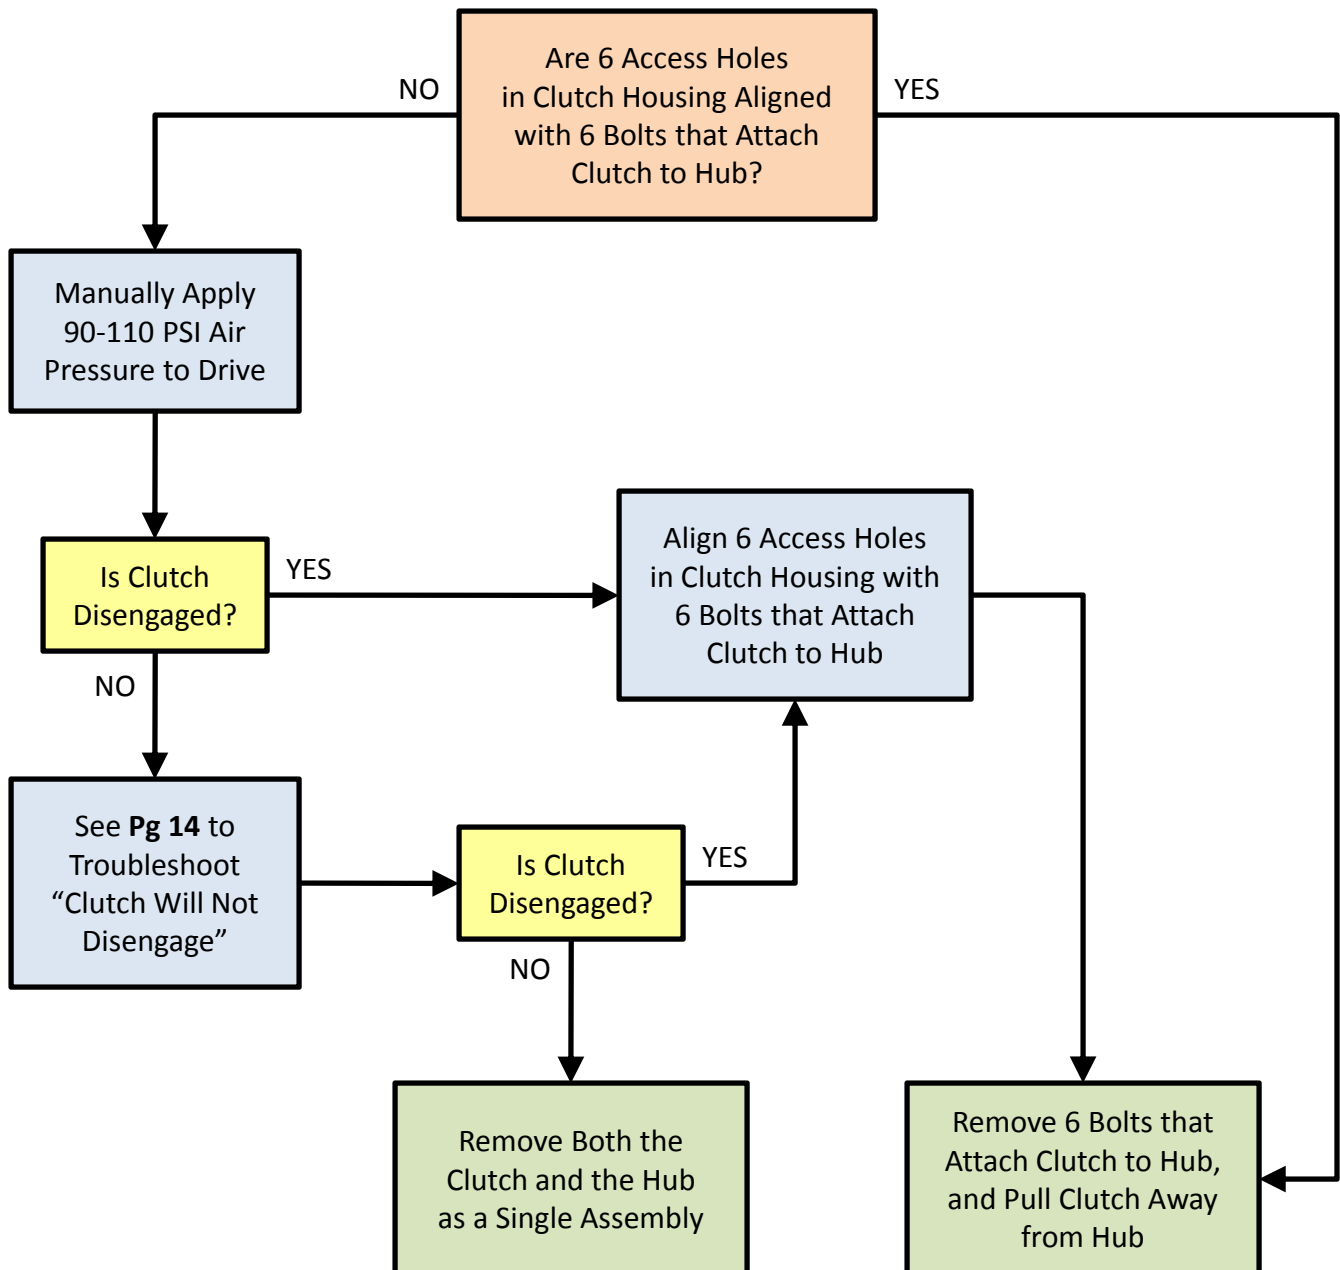 Are 6 Access Holes
in Clutch Housing Aligned
with 6 Bolts that Attach
Clutch to Hub?
NO
YES
Manually Apply
90-110 PSI Air
Pressure to Drive
Is Clutch
Disengaged?
YES
NO
Align 6 Access Holes
in Clutch Housing with
6 Bolts that Attach
Clutch to Hub
See Pg 14 to
Troubleshoot
“Clutch Will Not
Disengage”
Is Clutch
Disengaged?
YES
NO
Remove Both the
Clutch and the Hub
as a Single Assembly
Remove 6 Bolts that
Attach Clutch to Hub,
and Pull Clutch Away
from Hub